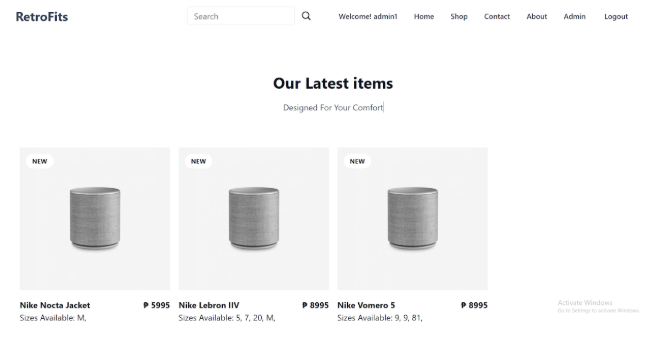 RetroFits
Search
Welcome! admin1 Home Shop Contact About Admin Logout
Our Latest items
Designed For Your Comfort
NEW NEW NEW
Nike Nocta Jacket ₱ 5995 Nike Lebron IIV ₱ 8995 Nike Vomero 5 ₱ 8995
Sizes Available: M, Sizes Available: 5, 7, 20, M, Sizes Available: 9, 9, 81,
Activate Windows
Go to Settings to activate Windows.